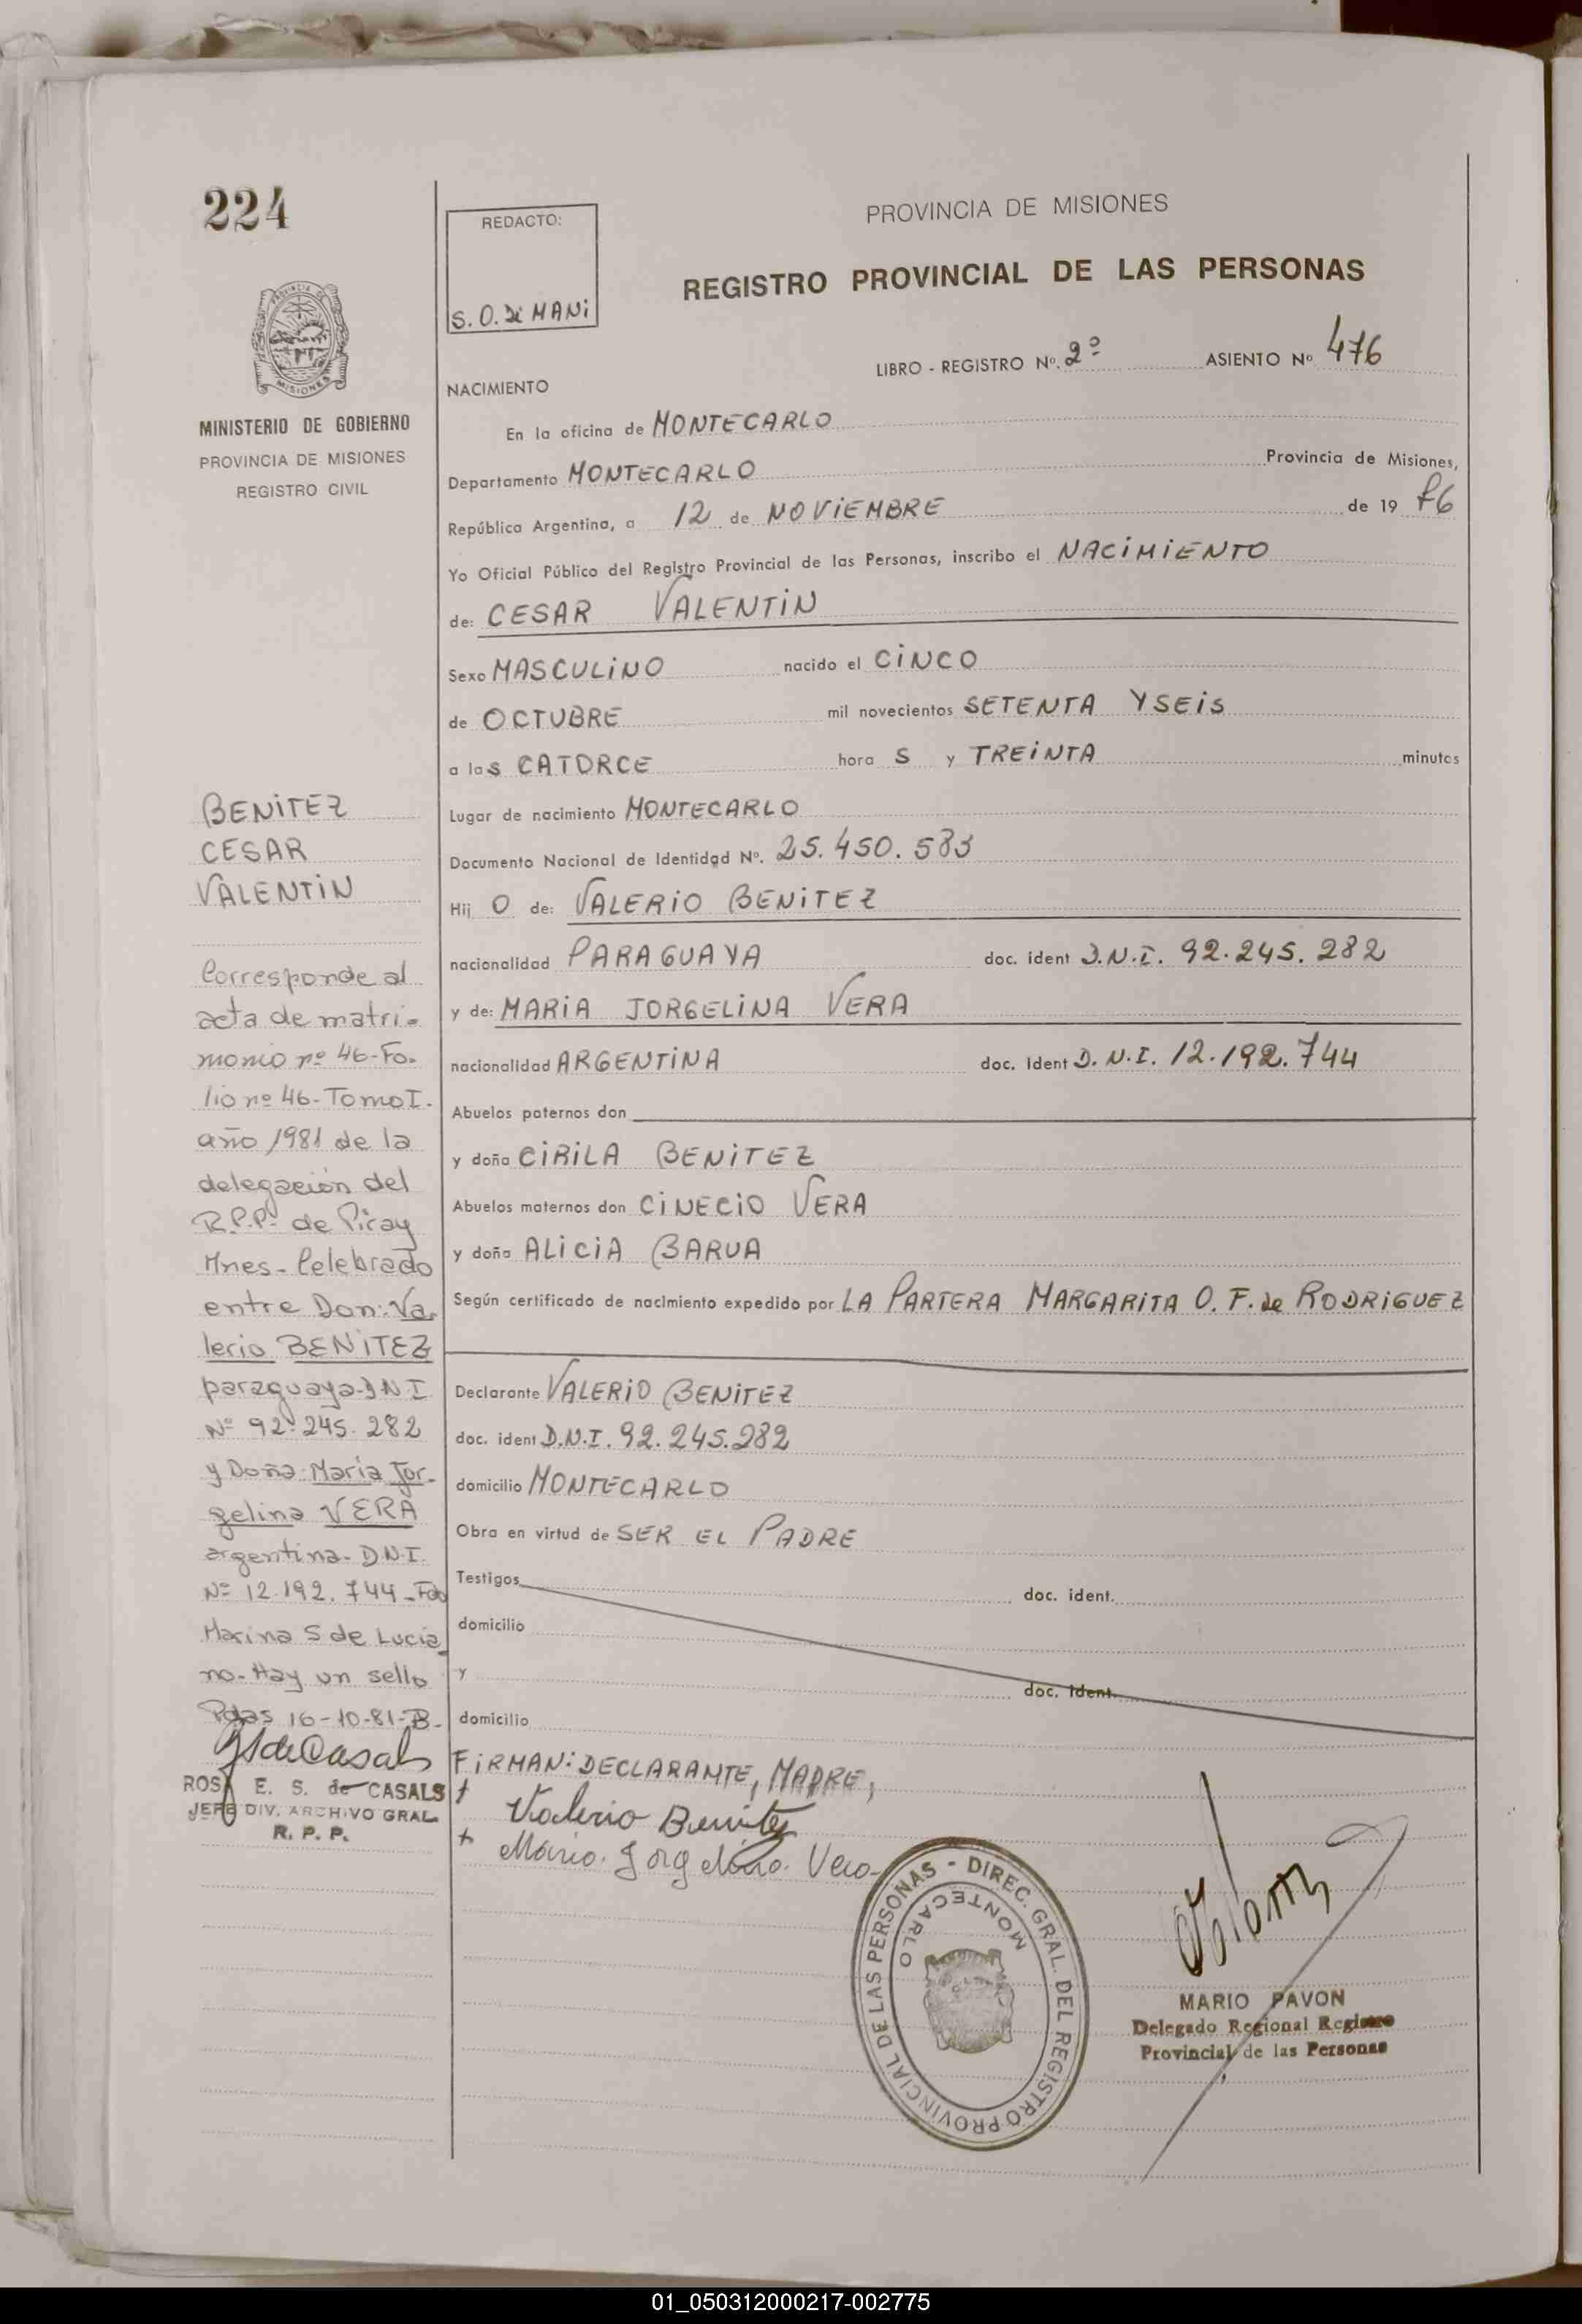 224
REDACTO:
S. O. de MANI
PROVINCIA DE MISIONES
REGISTRO PROVINCIAL DE LAS PERSONAS
LIBRO - REGISTRO Nº. 2º ASIENTO Nº 476
PROVINCIA DE
MISIONES
MINISTERIO DE GOBIERNO
PROVINCIA DE MISIONES
REGISTRO CIVIL
NACIMIENTO
En la oficina de MONTECARLO
Departamento MONTECARLO Provincia de Misiones,
República Argentina, a 12 de NOVIEMBRE de 19 76
Yo Oficial Público del Registro Provincial de las Personas, inscribo el NACIMIENTO
de: CESAR VALENTIN
Sexo MASCULINO nacido el CINCO
de OCTUBRE mil novecientos SETENTA Y SEIS
a las CATORCE hora S y TREINTA minutos
Lugar de nacimiento MONTECARLO
Documento Nacional de Identidad Nº. 25.450.583
Hij O de: VALERIO BENITEZ
nacionalidad PARAGUAYA doc. ident D.N.I. 92.245.282
y de: MARIA JORGELINA VERA
nacionalidad ARGENTINA doc. ident D.N.I. 12.192.744
Abuelos paternos don
y doña CIRILA BENITEZ
Abuelos maternos don CINECIO VERA
y doña ALICIA BARUA
Según certificado de nacimiento expedido por LA PARTERA MARGARITA O. F. de RODRIGUEZ
Declarante VALERIO BENITEZ
doc. ident D.N.I. 92.245.282
domicilio MONTECARLO
Obra en virtud de SER EL PADRE
Testigos doc. ident.
domicilio
y doc. ident.
domicilio
FIRMAN: DECLARANTE, MADRE,
Valerio Benitez
Maria Jorgelina Vera
BENITEZ
CESAR
VALENTIN
Corresponde al
acta de matri-
monio nº 46-Fo-
lio nº 46-Tomo I.
año 1981 de la
delegación del
R.P.P. de Piray
Mnes- Celebrado
entre Don: Va-
lerio BENITEZ
paraguaya-D.N.I
Nº 92.245.282
y Doña María Jor-
gelina VERA
argentina- D.N.I.
Nº 12.192.744-Fdo
Marina S de Lucia-
no- Hay un sello
Pdas 16-10-81-B-
ROSA E. S. de CASALS
JEFE DIV. ARCHIVO GRAL.
R. P. P.
DIREC. GRAL. DEL REGISTRO PROVINCIAL DE LAS PERSONAS -
MONTECARLO
MARIO PAVON
Delegado Regional Registro
Provincial de las Personas
01_050312000217-002775